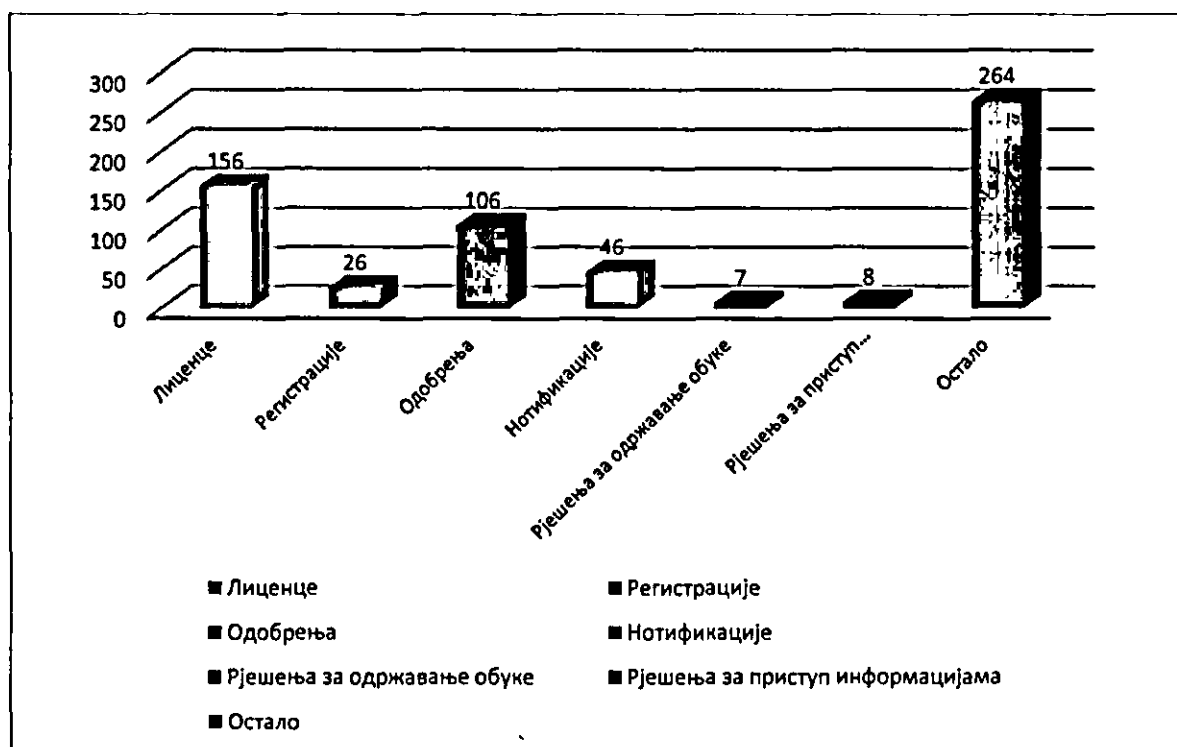 300
250
200
150
100
50
0
156
26
106
46
7
8
264
Лиценце
Регистрације
Одобрења
Нотификације
Рјешења за одржавање обуке
Рјешења за приступ...
Остало
■ Лиценце
■ Регистрације
■ Одобрења
■ Нотификације
■ Рјешења за одржавање обуке
■ Рјешења за приступ информацијама
■ Остало